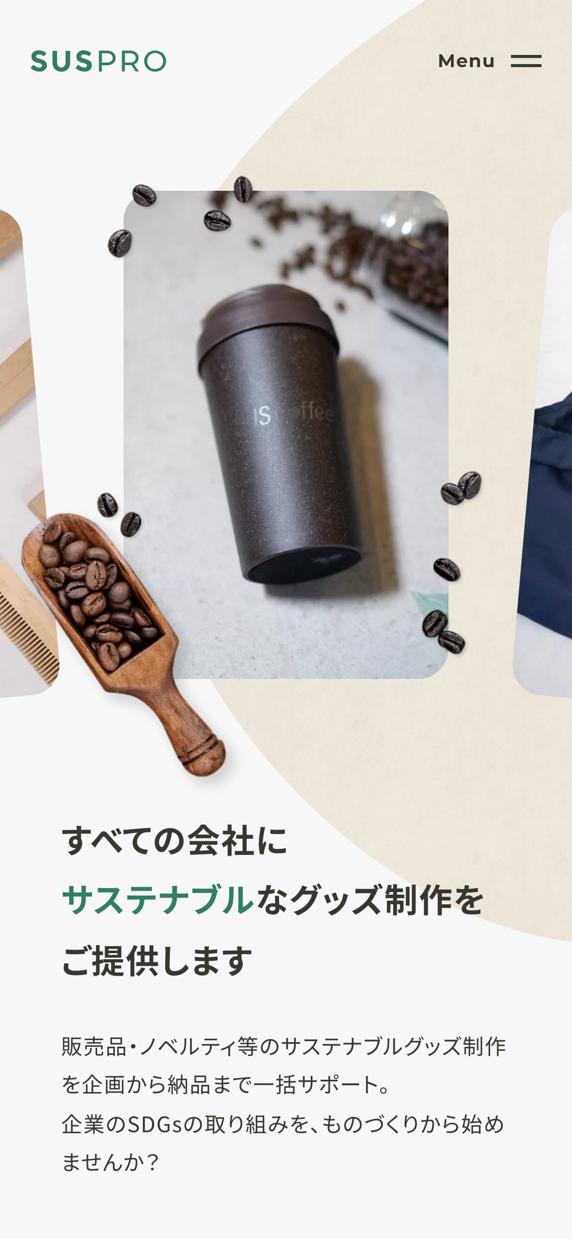 SUSPRO
Menu
すべての会社に
サステナブルなグッズ制作を
ご提供します
販売品・ノベルティ等のサステナブルグッズ制作
を企画から納品まで一括サポート。
企業のSDGsの取り組みを、ものづくりから始め
ませんか？